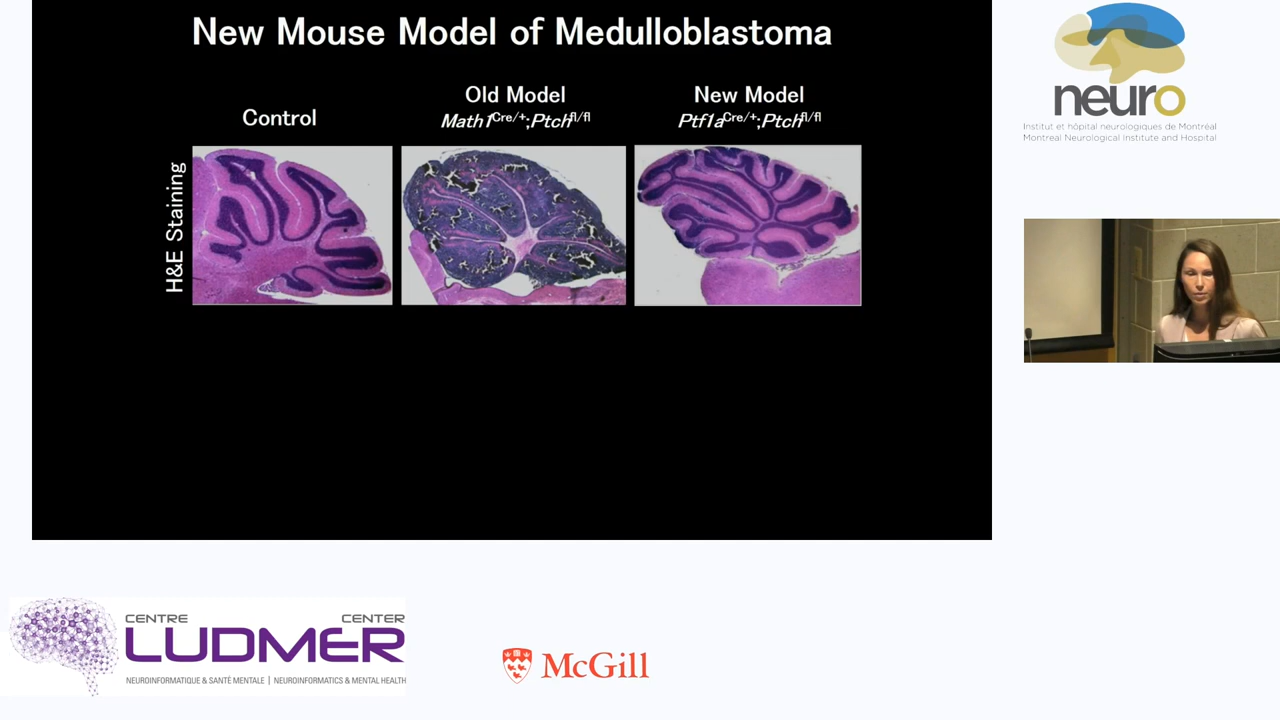 New Mouse Model of Medulloblastoma
Control
Old Model
Math1Cre/+;Ptchfl/fl
New Model
Ptf1aCre/+;Ptchfl/fl
H&E Staining
neuro
Institut et hôpital neurologiques de Montréal
Montreal Neurological Institute and Hospital
CENTRE CENTER
LUDMER
NEUROINFORMATIQUE & SANTÉ MENTALE | NEUROINFORMATICS & MENTAL HEALTH
McGill